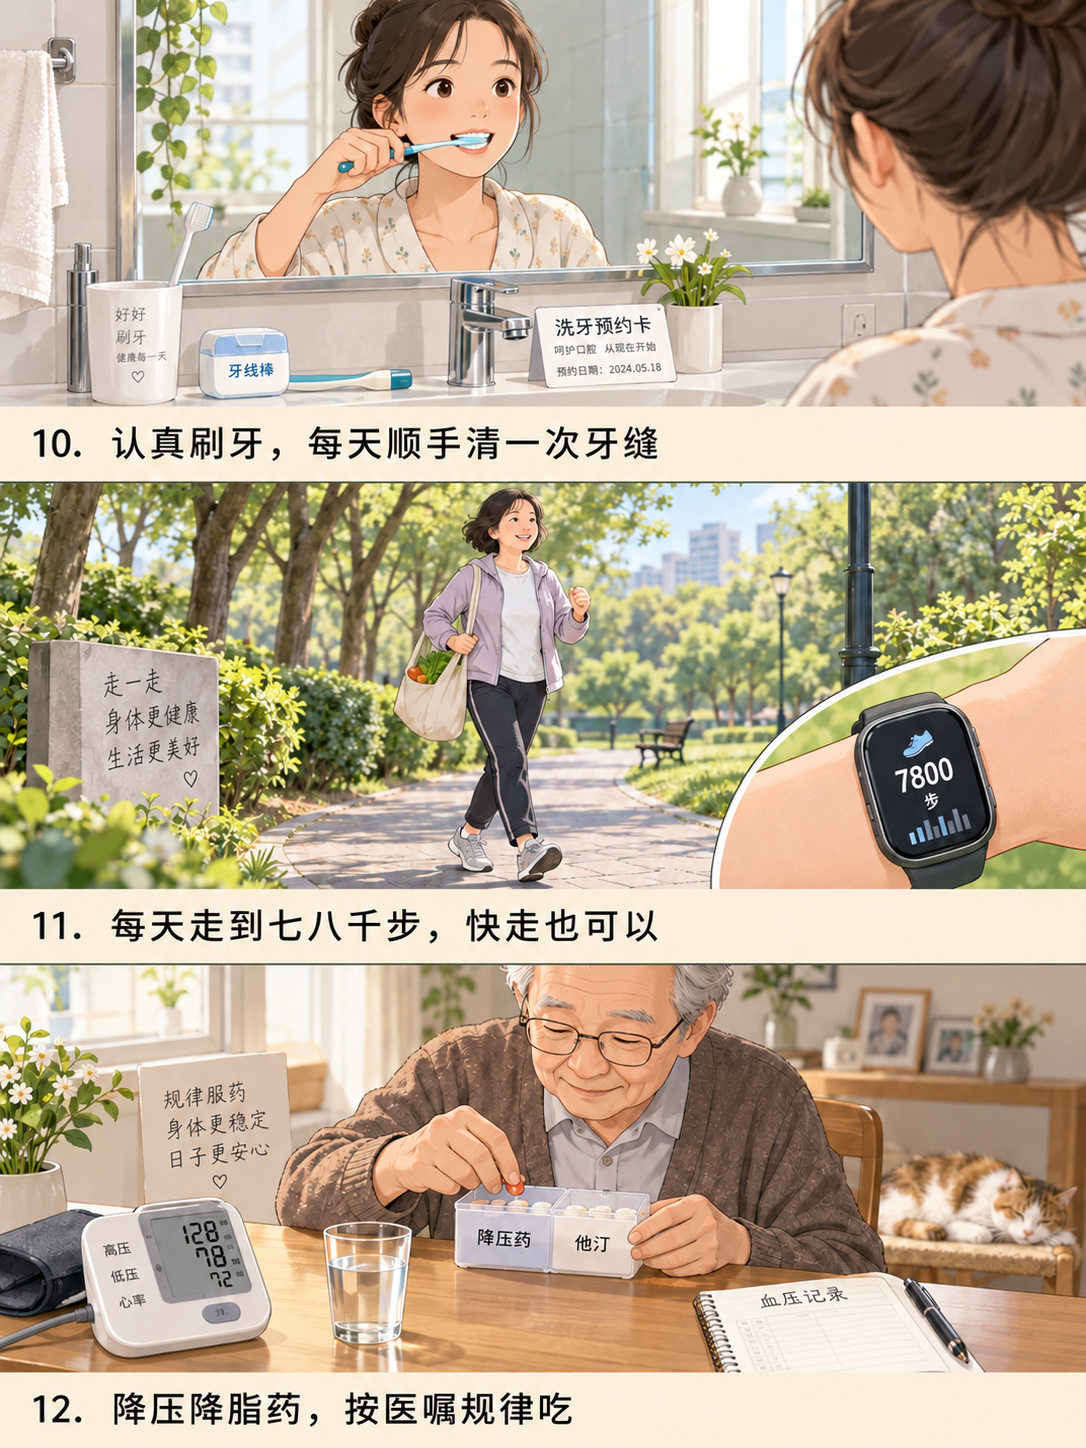 好好
刷牙
健康每一天
牙线棒
洗牙预约卡
呵护口腔 从现在开始
预约日期：2024.05.18
10. 认真刷牙，每天顺手清一次牙缝
走一走
身体更健康
生活更美好
7800
步
11. 每天走到七八千步，快走也可以
规律服药
身体更稳定
日子更安心
高压
低压
心率
128
78
72
降压药
他汀
血压记录
12. 降压降脂药，按医嘱规律吃